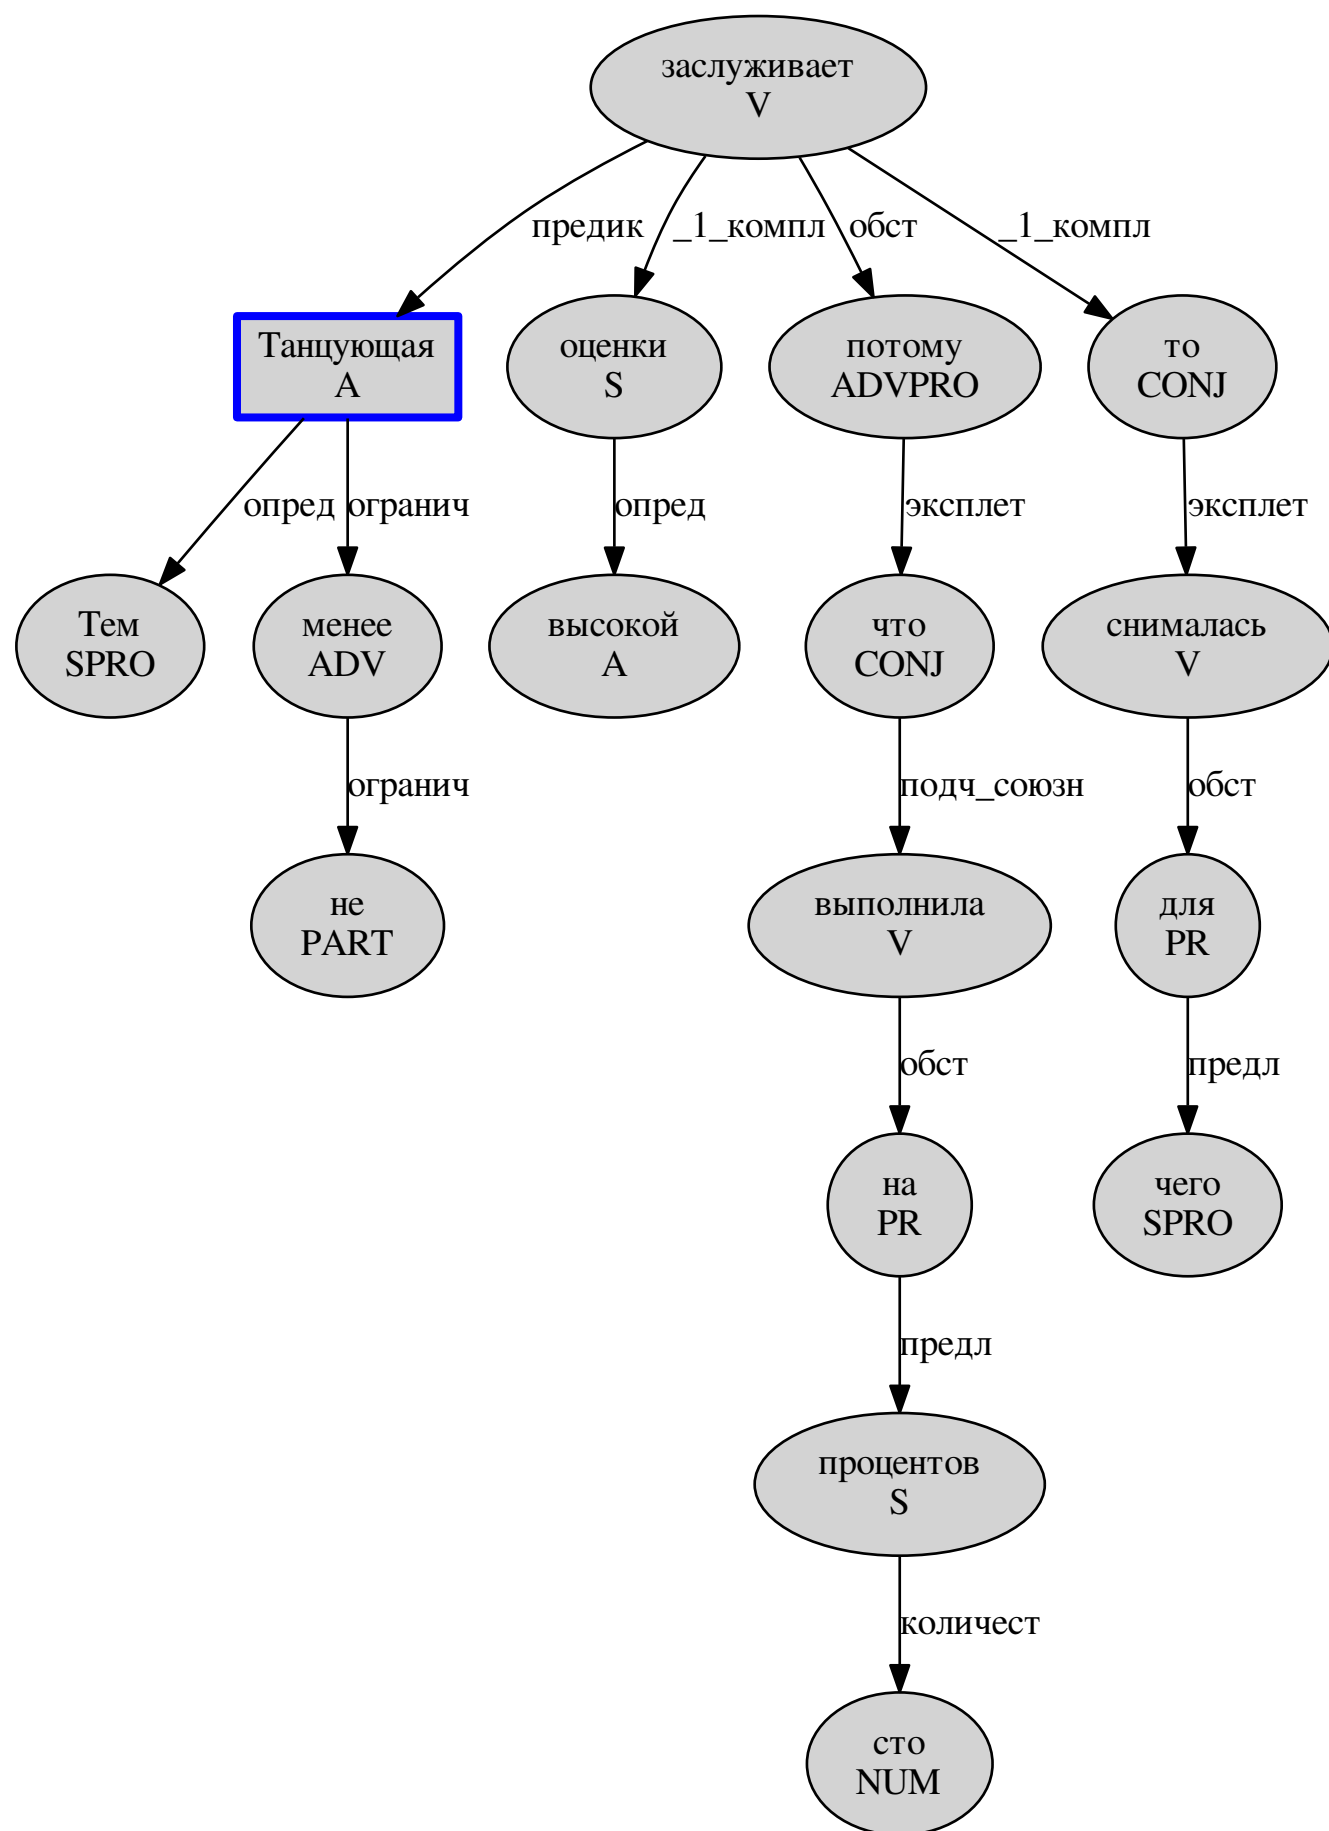 заслуживает
V
предик
_1_компл
обст
_1_компл
Танцующая
A
оценки
S
потому
ADVPRO
то
CONJ
опред
огранич
опред
эксплет
эксплет
Тем
SPRO
менее
ADV
высокой
A
что
CONJ
снималась
V
огранич
подч_союзн
обст
не
PART
выполнила
V
для
PR
обст
предл
на
PR
чего
SPRO
предл
процентов
S
количест
сто
NUM